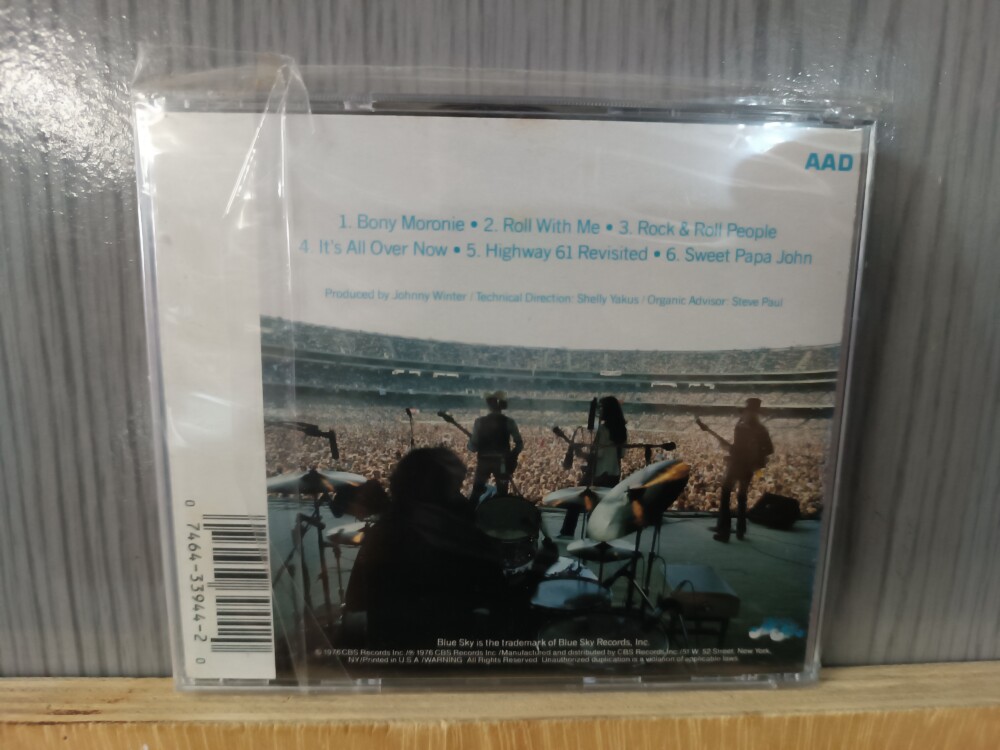 AAD
1. Bony Moronie • 2. Roll With Me • 3. Rock & Roll People
4. It's All Over Now • 5. Highway 61 Revisited • 6. Sweet Papa John
Produced by Johnny Winter / Technical Direction: Shelly Yakus / Organic Advisor: Steve Paul
0 7464-33944-2 0
Blue Sky is the trademark of Blue Sky Records, Inc.
© 1976 CBS Records Inc./℗ 1976 CBS Records Inc./Manufactured and distributed by CBS Records, Inc./51 W. 52 Street, New York,
NY/Printed in U.S.A./WARNING: All Rights Reserved. Unauthorized duplication is a violation of applicable laws.